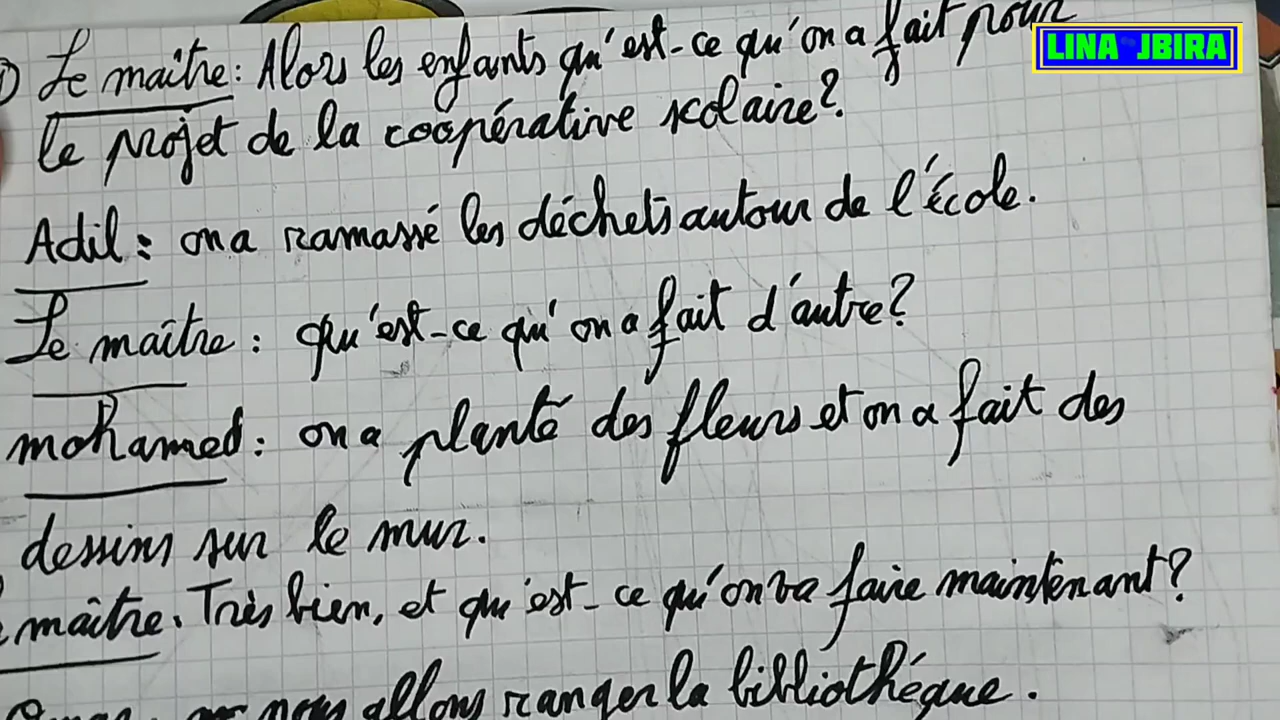 Le maître: Alors les enfants qu'est-ce qu'on a fait pour
LINA JBIRA
le projet de la coopérative scolaire?
Adil: on a ramassé les déchets autour de l'école.
Le maître: qu'est-ce qu'on a fait d'autre?
mohamed: on a planté des fleurs et on a fait des
dessins sur le mur.
maître. Très bien, et qu'est-ce qu'on va faire maintenant?
nous allons ranger la bibliothéque.